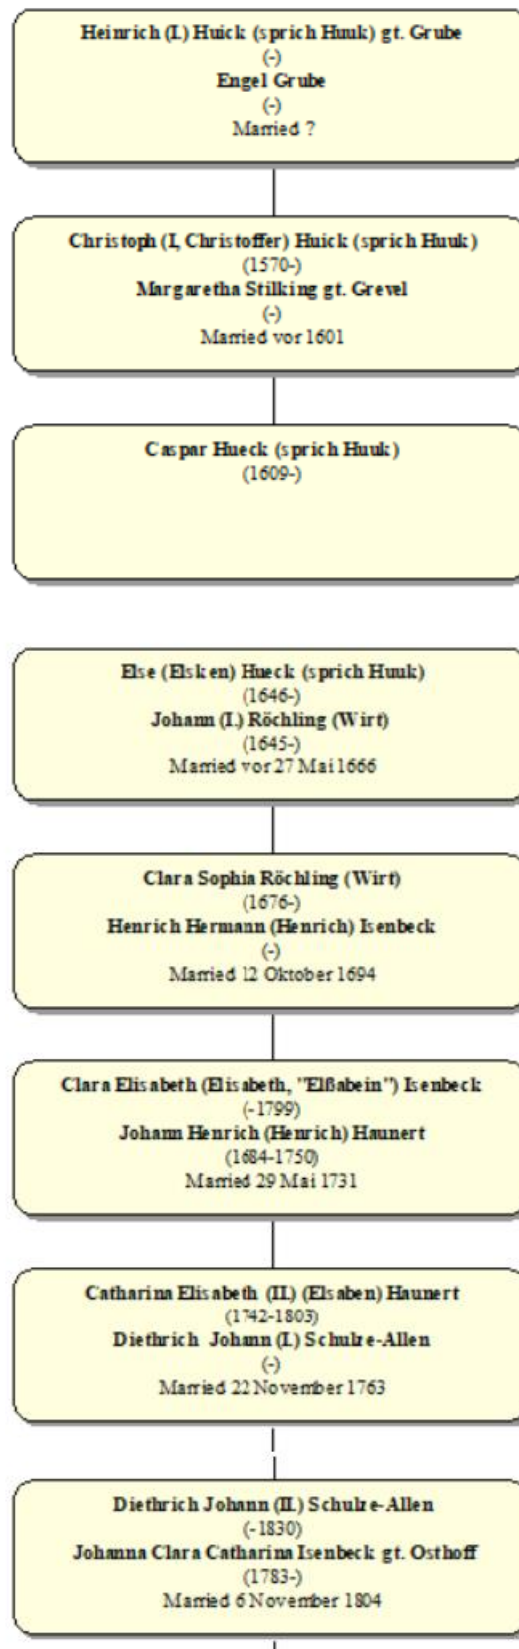 Heinrich (I.) Huick (sprich Huuk) gt. Grube
(-)
Engel Grube
(-)
Married ?
Christoph (I, Christoffer) Huick (sprich Huuk)
(1570-)
Margaretha Stilking gt. Grevel
(-)
Married vor 1601
Caspar Hueck (sprich Huuk)
(1609-)
Else (Elsken) Hueck (sprich Huuk)
(1646-)
Johann (I.) Röchling (Wirt)
(1645-)
Married vor 27 Mai 1666
Clara Sophia Röchling (Wirt)
(1676-)
Henrich Hermann (Henrich) Isenbeck
(-)
Married 12 Oktober 1694
Clara Elisabeth (Elisabeth, "Elßabein") Isenbeck
(-1799)
Johann Henrich (Henrich) Haunert
(1684-1750)
Married 29 Mai 1731
Catharina Elisabeth (II.) (Elsaben) Haunert
(1742-1803)
Diethrich Johann (I.) Schulze-Allen
(-)
Married 22 November 1763
Diethrich Johann (II.) Schulze-Allen
(-1830)
Johanna Clara Catharina Isenbeck gt. Osthoff
(1783-)
Married 6 November 1804